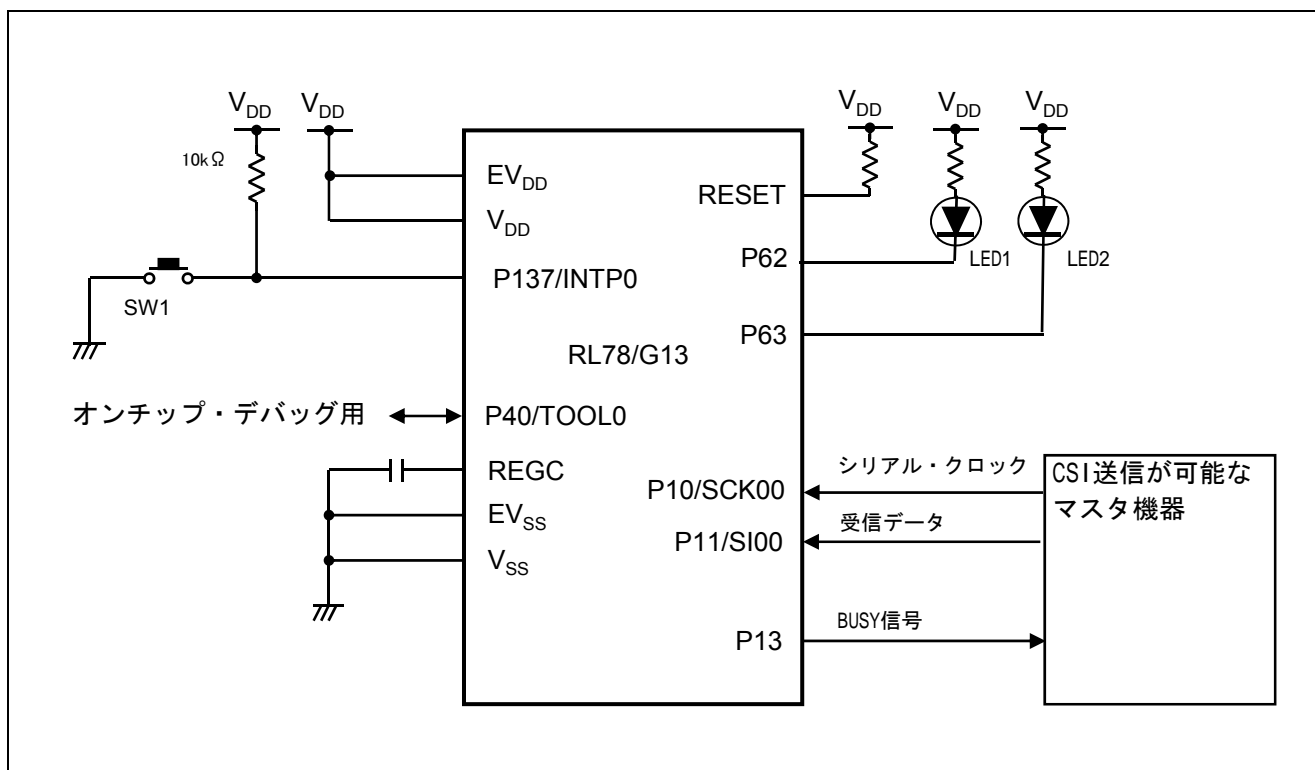 VDD
VDD
10kΩ
SW1
オンチップ・デバッグ用
EVDD
VDD
P137/INTP0
RL78/G13
P40/TOOL0
REGC
EVSS
VSS
RESET
P62
P63
P10/SCK00
P11/SI00
P13
VDD
VDD
VDD
LED1
LED2
シリアル・クロック
受信データ
BUSY信号
CSI送信が可能な
マスタ機器